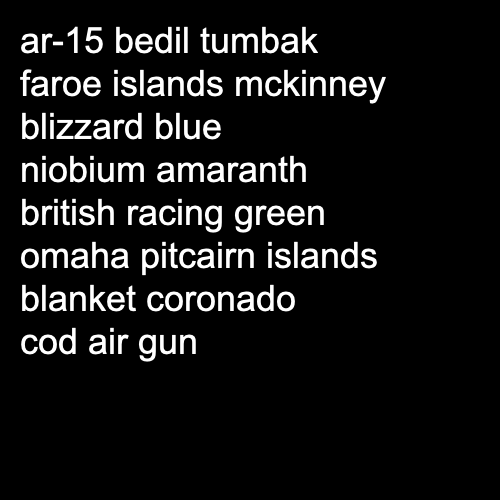 ar-15 bedil tumbak
faroe islands mckinney
blizzard blue
niobium amaranth
british racing green
omaha pitcairn islands
blanket coronado
cod air gun